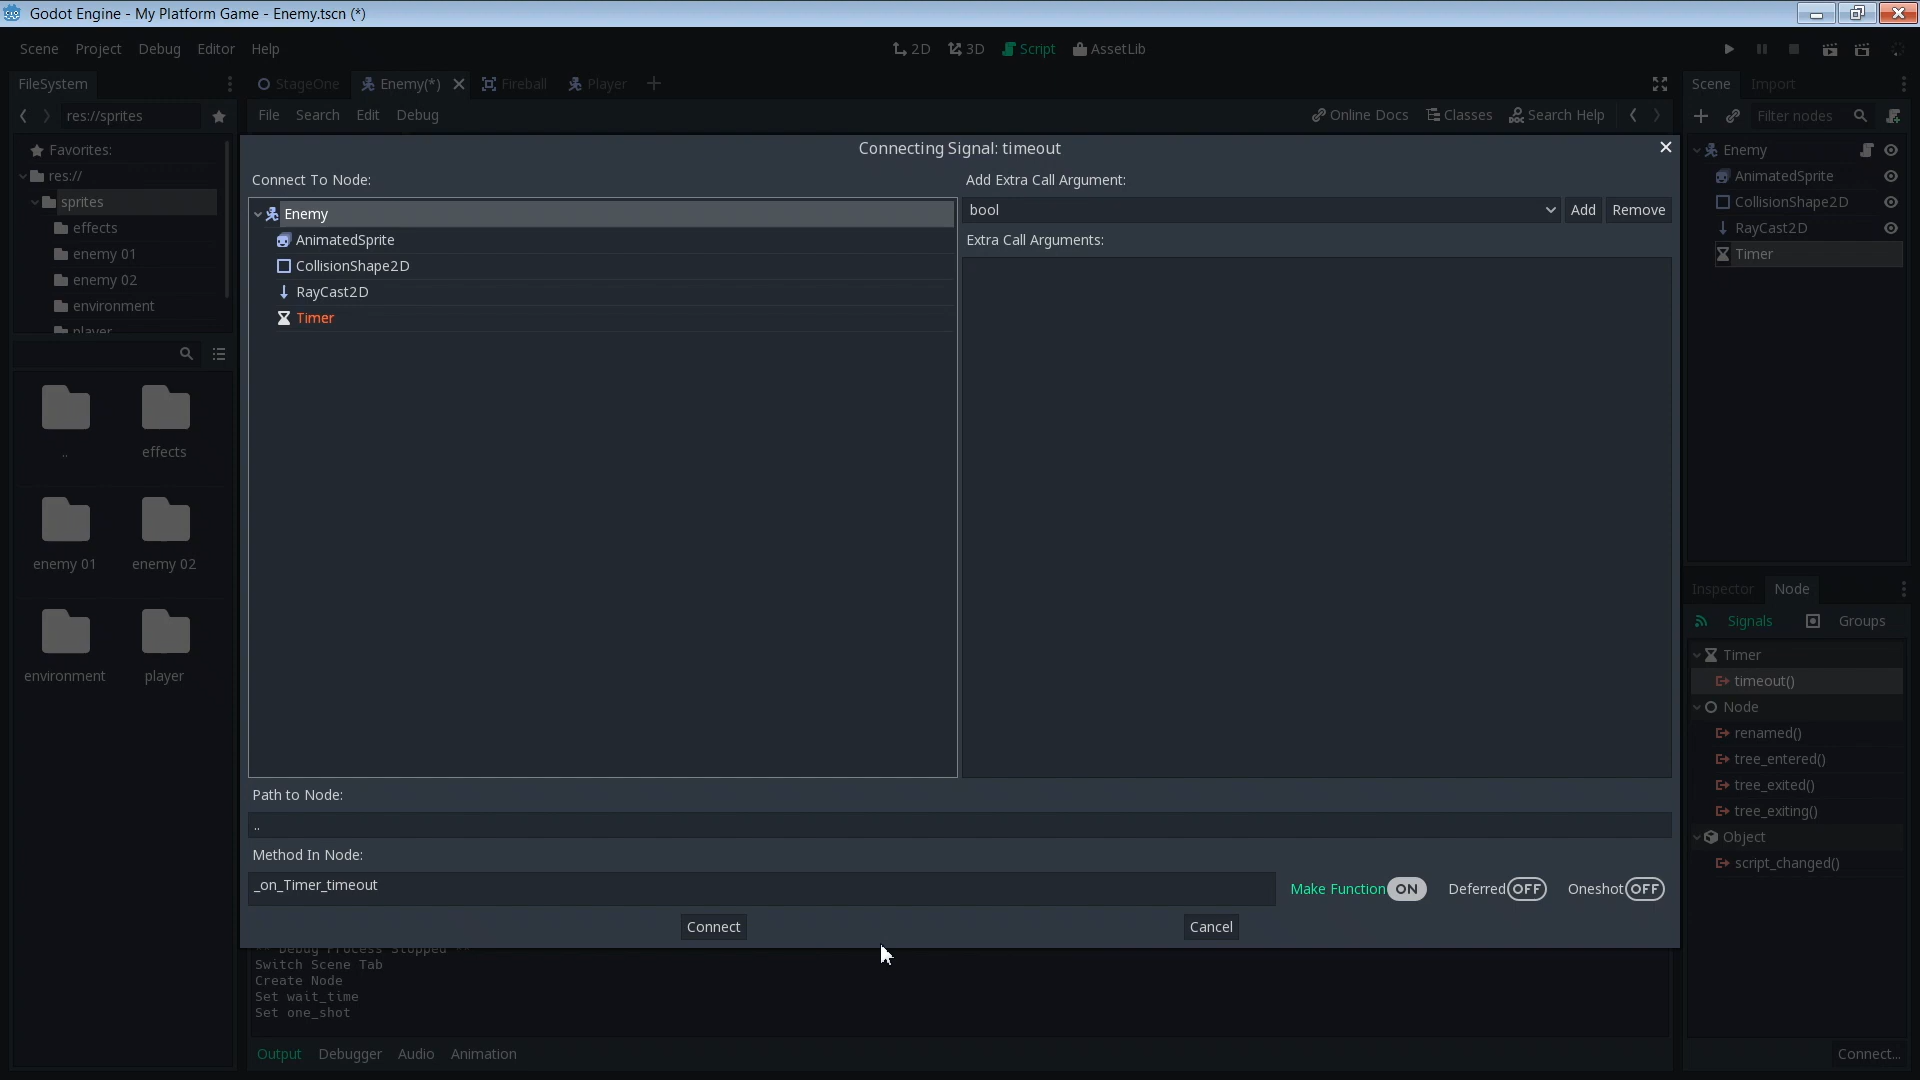 Godot Engine - My Platform Game - Enemy.tscn (*)
Scene Project Debug Editor Help
2D 3D Script AssetLib
FileSystem
StageOne Enemy(*) Fireball Player
Scene Import
res://sprites
File Search Edit Debug
Online Docs Classes Search Help
Filter nodes
Favorites:
res://
sprites
effects
enemy 01
enemy 02
environment
player
..
effects
enemy 01
enemy 02
environment
player
Connecting Signal: timeout
Connect To Node:
Enemy
AnimatedSprite
CollisionShape2D
RayCast2D
Timer
Add Extra Call Argument:
bool Add Remove
Extra Call Arguments:
Path to Node:
..
Method In Node:
_on_Timer_timeout
Make Function ON Deferred OFF Oneshot OFF
Connect Cancel
-- Debug Process Stopped --
Switch Scene Tab
Create Node
Set wait_time
Set one_shot
Output Debugger Audio Animation
Enemy
AnimatedSprite
CollisionShape2D
RayCast2D
Timer
Inspector Node
Signals Groups
Timer
timeout()
Node
renamed()
tree_entered()
tree_exited()
tree_exiting()
Object
script_changed()
Connect...